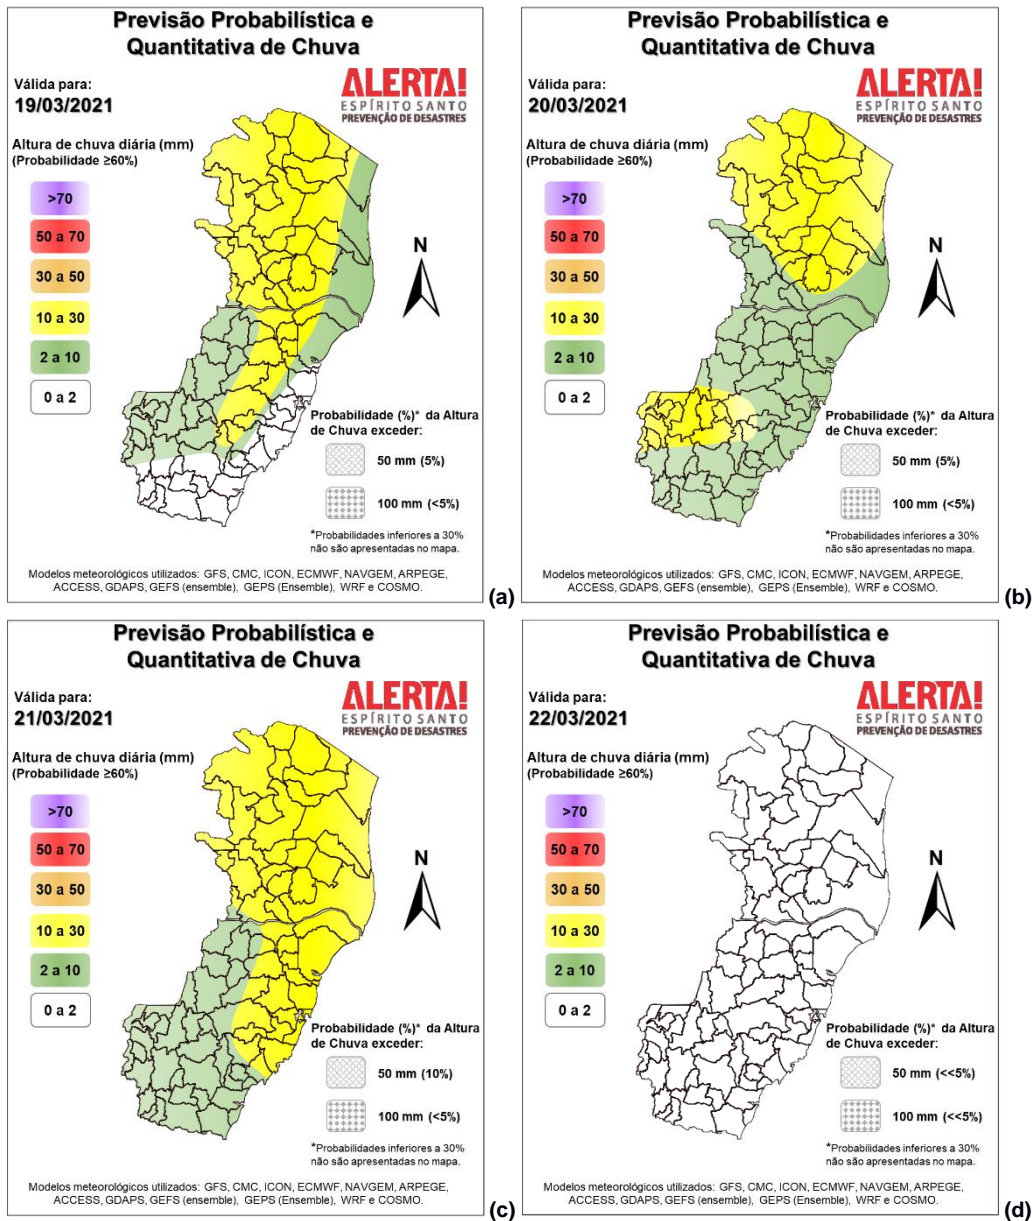 Previsão Probabilística e
Quantitativa de Chuva
Válida para:
19/03/2021
ALERTA!
ESPÍRITO SANTO
PREVENÇÃO DE DESASTRES
Altura de chuva diária (mm)
(Probabilidade ≥60%)
>70
50 a 70
30 a 50
10 a 30
2 a 10
0 a 2
N
Probabilidade (%)* da Altura
de Chuva exceder:
50 mm (5%)
100 mm (<5%)
*Probabilidades inferiores a 30%
não são apresentadas no mapa.
Modelos meteorológicos utilizados: GFS, CMC, ICON, ECMWF, NAVGEM, ARPEGE,
ACCESS, GDAPS, GEFS (ensemble), GEPS (Ensemble), WRF e COSMO.
(a)
Previsão Probabilística e
Quantitativa de Chuva
Válida para:
20/03/2021
ALERTA!
ESPÍRITO SANTO
PREVENÇÃO DE DESASTRES
Altura de chuva diária (mm)
(Probabilidade ≥60%)
>70
50 a 70
30 a 50
10 a 30
2 a 10
0 a 2
N
Probabilidade (%)* da Altura
de Chuva exceder:
50 mm (5%)
100 mm (<5%)
*Probabilidades inferiores a 30%
não são apresentadas no mapa.
Modelos meteorológicos utilizados: GFS, CMC, ICON, ECMWF, NAVGEM, ARPEGE,
ACCESS, GDAPS, GEFS (ensemble), GEPS (Ensemble), WRF e COSMO.
(b)
Previsão Probabilística e
Quantitativa de Chuva
Válida para:
21/03/2021
ALERTA!
ESPÍRITO SANTO
PREVENÇÃO DE DESASTRES
Altura de chuva diária (mm)
(Probabilidade ≥60%)
>70
50 a 70
30 a 50
10 a 30
2 a 10
0 a 2
N
Probabilidade (%)* da Altura
de Chuva exceder:
50 mm (10%)
100 mm (<5%)
*Probabilidades inferiores a 30%
não são apresentadas no mapa.
Modelos meteorológicos utilizados: GFS, CMC, ICON, ECMWF, NAVGEM, ARPEGE,
ACCESS, GDAPS, GEFS (ensemble), GEPS (Ensemble), WRF e COSMO.
(c)
Previsão Probabilística e
Quantitativa de Chuva
Válida para:
22/03/2021
ALERTA!
ESPÍRITO SANTO
PREVENÇÃO DE DESASTRES
Altura de chuva diária (mm)
(Probabilidade ≥60%)
>70
50 a 70
30 a 50
10 a 30
2 a 10
0 a 2
N
Probabilidade (%)* da Altura
de Chuva exceder:
50 mm (<<5%)
100 mm (<<5%)
*Probabilidades inferiores a 30%
não são apresentadas no mapa.
Modelos meteorológicos utilizados: GFS, CMC, ICON, ECMWF, NAVGEM, ARPEGE,
ACCESS, GDAPS, GEFS (ensemble), GEPS (Ensemble), WRF e COSMO.
(d)